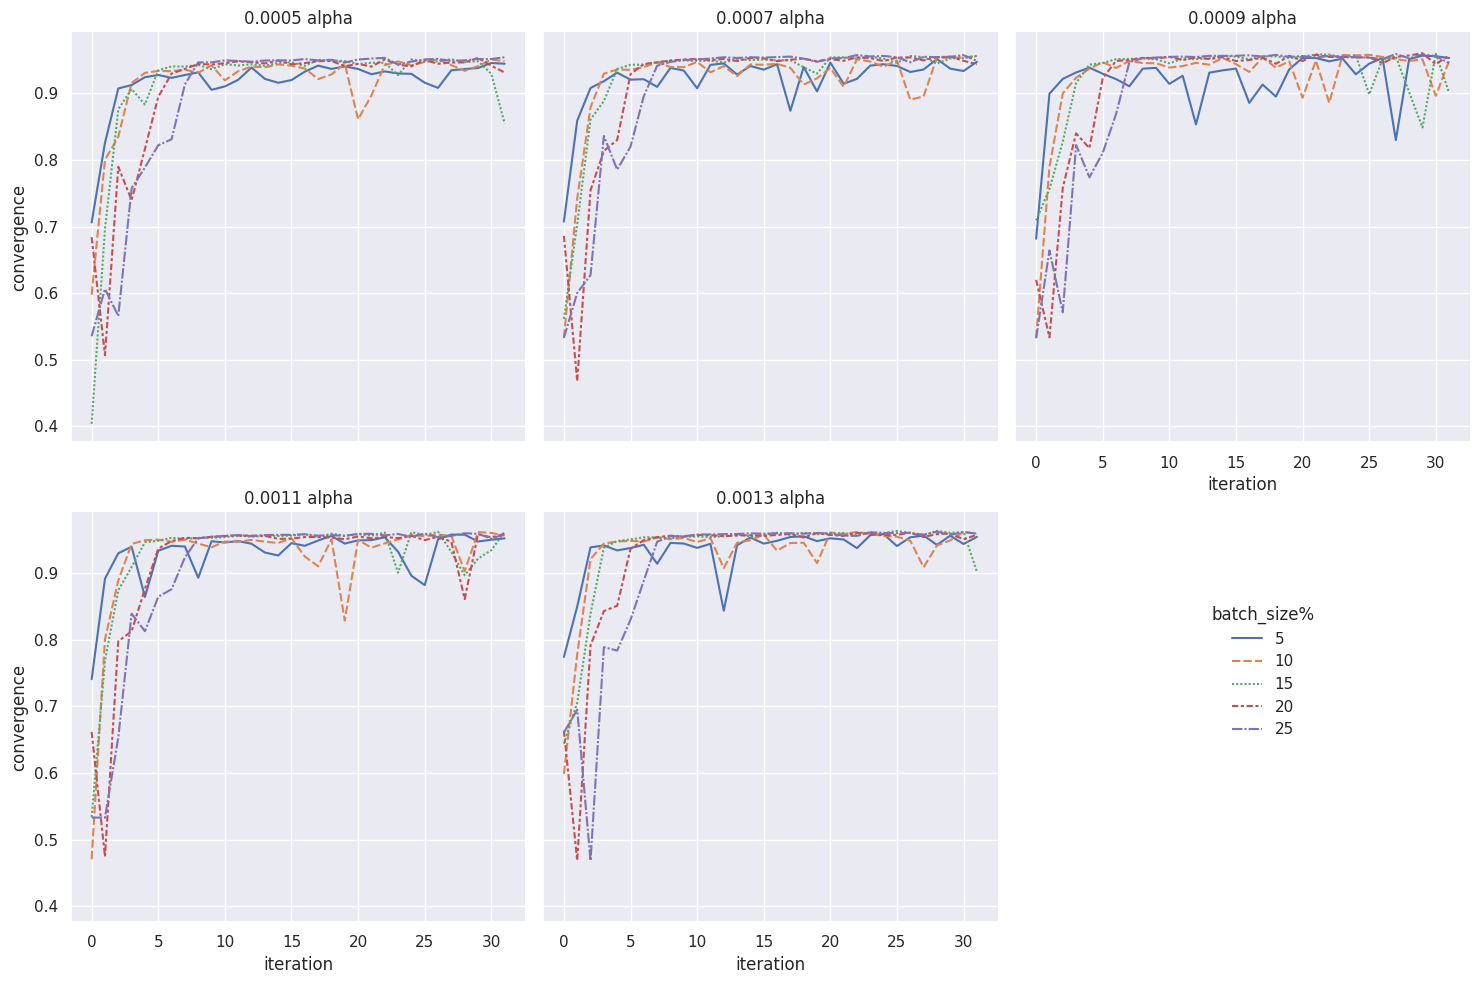 0.0005 alpha
0.0007 alpha
0.0009 alpha
convergence
0.9
0.8
0.7
0.6
0.5
0.4
0 5 10 15 20 25 30
iteration
0.0011 alpha
0.0013 alpha
convergence
0.9
0.8
0.7
0.6
0.5
0.4
0 5 10 15 20 25 30
iteration
0 5 10 15 20 25 30
iteration
batch_size%
5
10
15
20
25